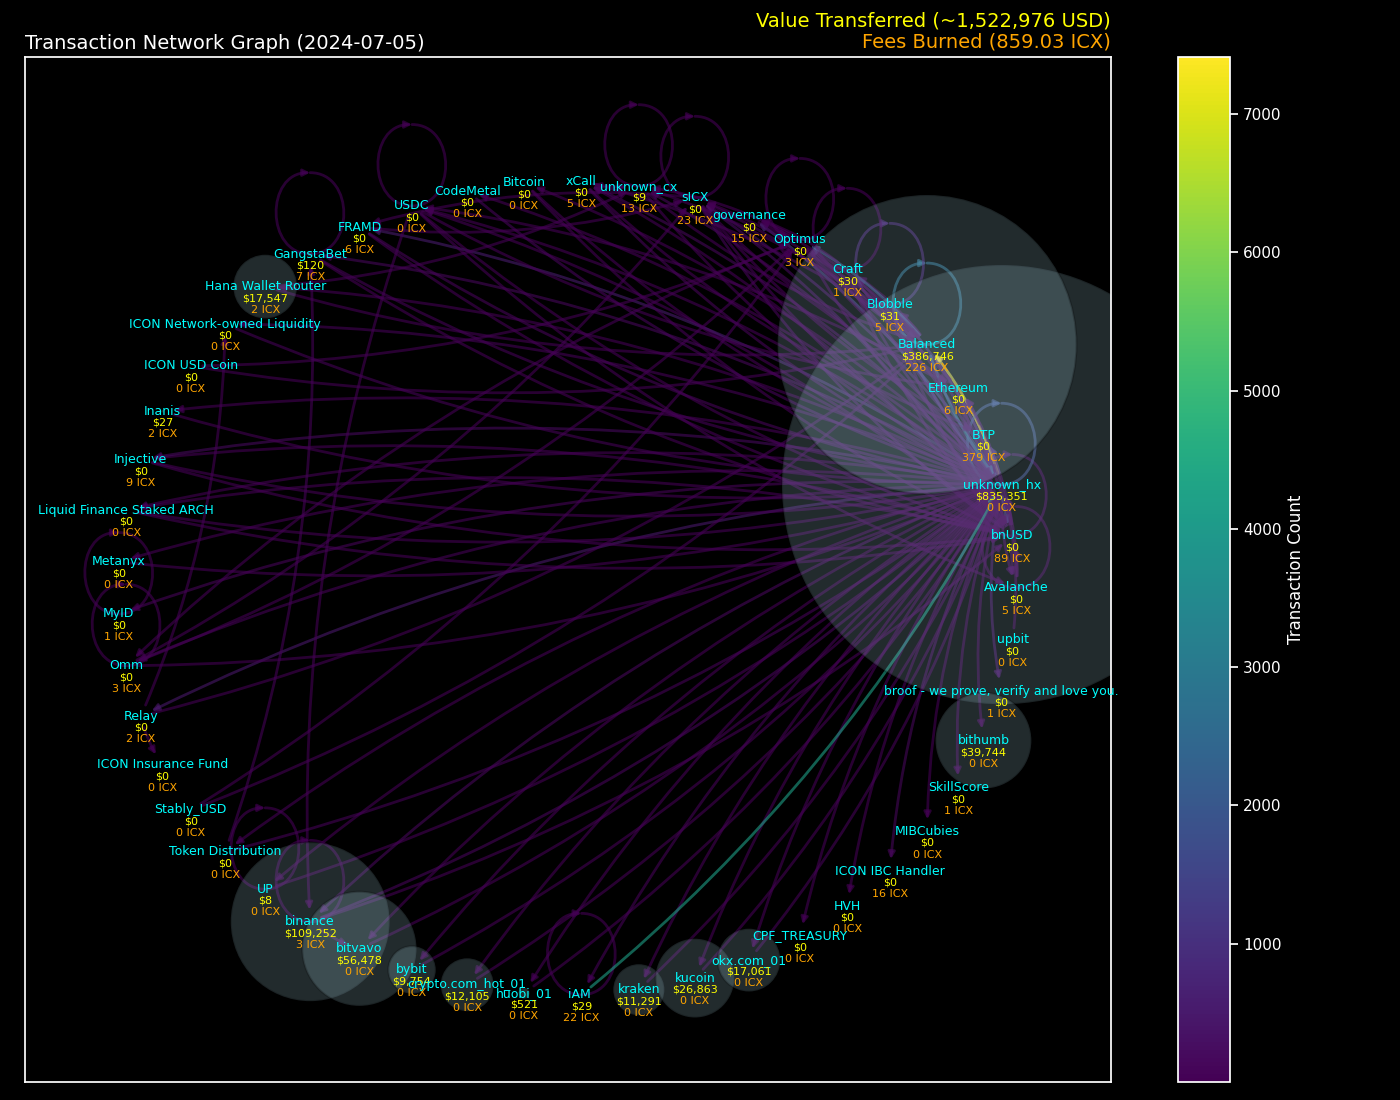 Value Transferred (~1,522,976 USD)
Transaction Network Graph (2024-07-05)
Fees Burned (859.03 ICX)
Bitcoin
$0
0 ICX
xCall
$0
5 ICX
unknown_cx
$9
13 ICX
CodeMetal
$0
0 ICX
sICX
$0
23 ICX
USDC
$0
0 ICX
governance
$0
15 ICX
FRAMD
$0
6 ICX
Optimus
$0
3 ICX
GangstaBet
$120
7 ICX
Craft
$30
1 ICX
Hana Wallet Router
$17,547
2 ICX
Blobble
$31
5 ICX
ICON Network-owned Liquidity
$0
0 ICX
Balanced
$386,746
226 ICX
ICON USD Coin
$0
0 ICX
Ethereum
$0
6 ICX
Inanis
$27
2 ICX
BTP
$0
379 ICX
Injective
$0
9 ICX
unknown_hx
$835,351
0 ICX
Liquid Finance Staked ARCH
$0
0 ICX
bnUSD
$0
89 ICX
Metanyx
$0
0 ICX
Avalanche
$0
5 ICX
MyID
$0
1 ICX
upbit
$0
0 ICX
Omm
$0
3 ICX
broof - we prove, verify and love you.
$0
1 ICX
Relay
$0
2 ICX
bithumb
$39,744
0 ICX
ICON Insurance Fund
$0
0 ICX
SkillScore
$0
1 ICX
Stably_USD
$0
0 ICX
MIBCubies
$0
0 ICX
Token Distribution
$0
0 ICX
ICON IBC Handler
$0
16 ICX
UP
$8
0 ICX
HVH
$0
0 ICX
binance
$109,252
3 ICX
CPF_TREASURY
$0
0 ICX
bitvavo
$56,478
0 ICX
okx.com_01
$17,061
0 ICX
bybit
$9,754
0 ICX
kucoin
$26,863
0 ICX
crypto.com_hot_01
$12,105
0 ICX
kraken
$11,291
0 ICX
huobi_01
$521
0 ICX
iAM
$29
22 ICX
7000
6000
5000
4000
3000
2000
1000
Transaction Count